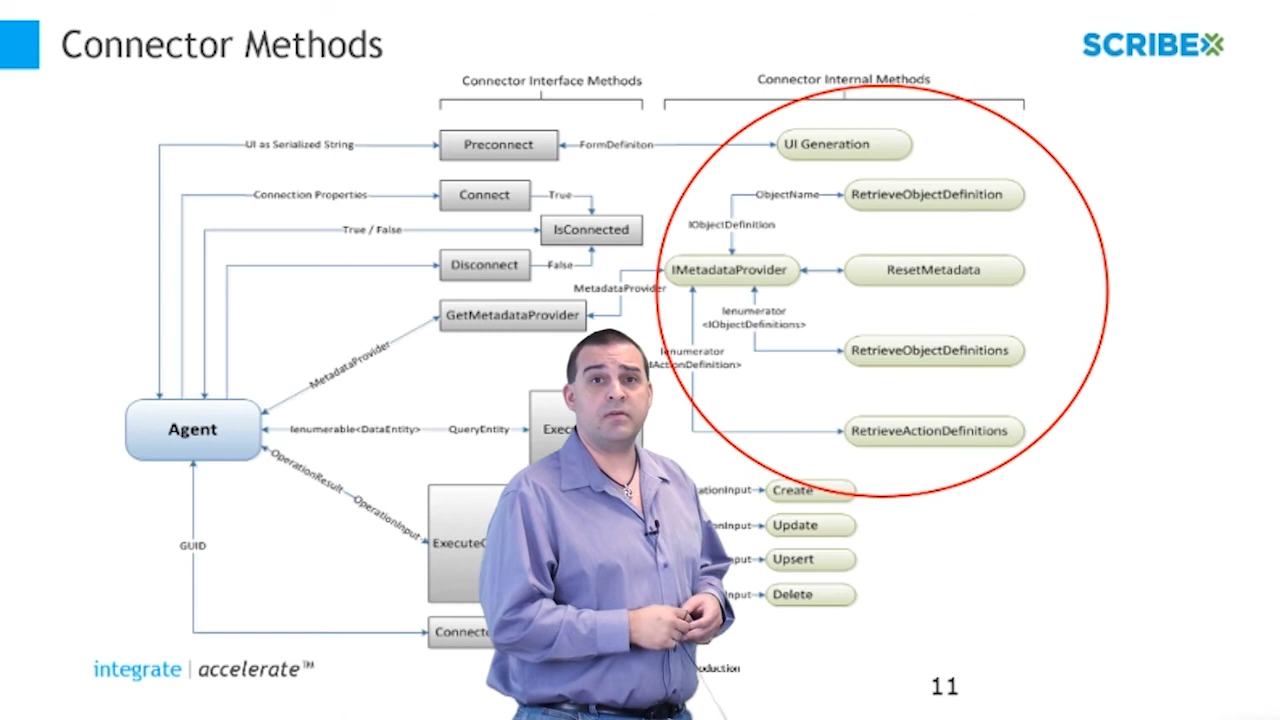 Connector Methods
SCRIBE
Connector Interface Methods
Connector Internal Methods
UI as Serialized String
Preconnect
FormDefiniton
UI Generation
Connection Properties
Connect
True
ObjectName
RetrieveObjectDefinition
True / False
IsConnected
IObjectDefinition
Disconnect
False
IMetadataProvider
ResetMetadata
MetadataProvider
GetMetadataProvider
Ienumerator
<IObjectDefinitions>
MetadataProvider
Ienumerator
RetrieveObjectDefinitions
Agent
Ienumerable<DataEntity>
QueryEntity
RetrieveActionDefinitions
OperationResult
OperationInput
Create
Update
GUID
Upsert
Delete
integrate | accelerate™
11